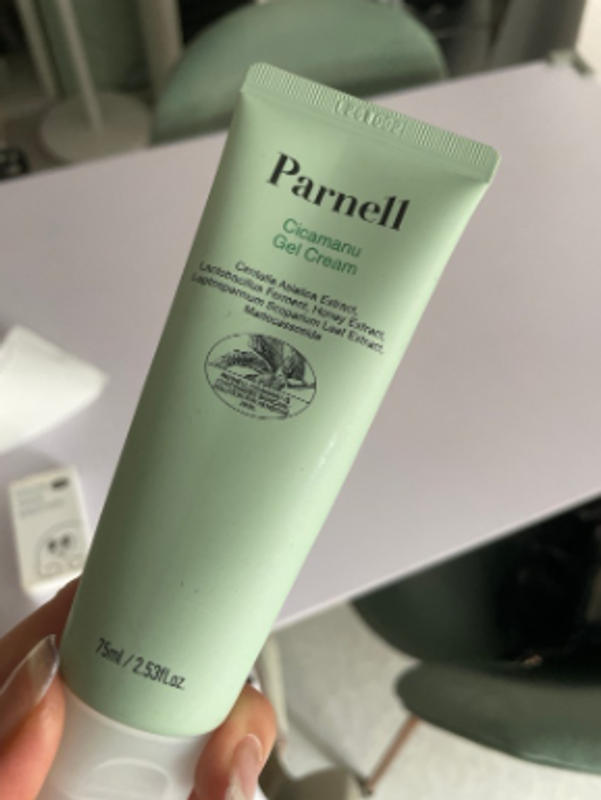 Parnell
Cicamanu
Gel Cream
Centella Asiatica Extract,
Lactobacillus Ferment, Honey Extract,
Leptospermum Scoparium Leaf Extract,
Madecassoside
75ml / 2.53fl.oz.